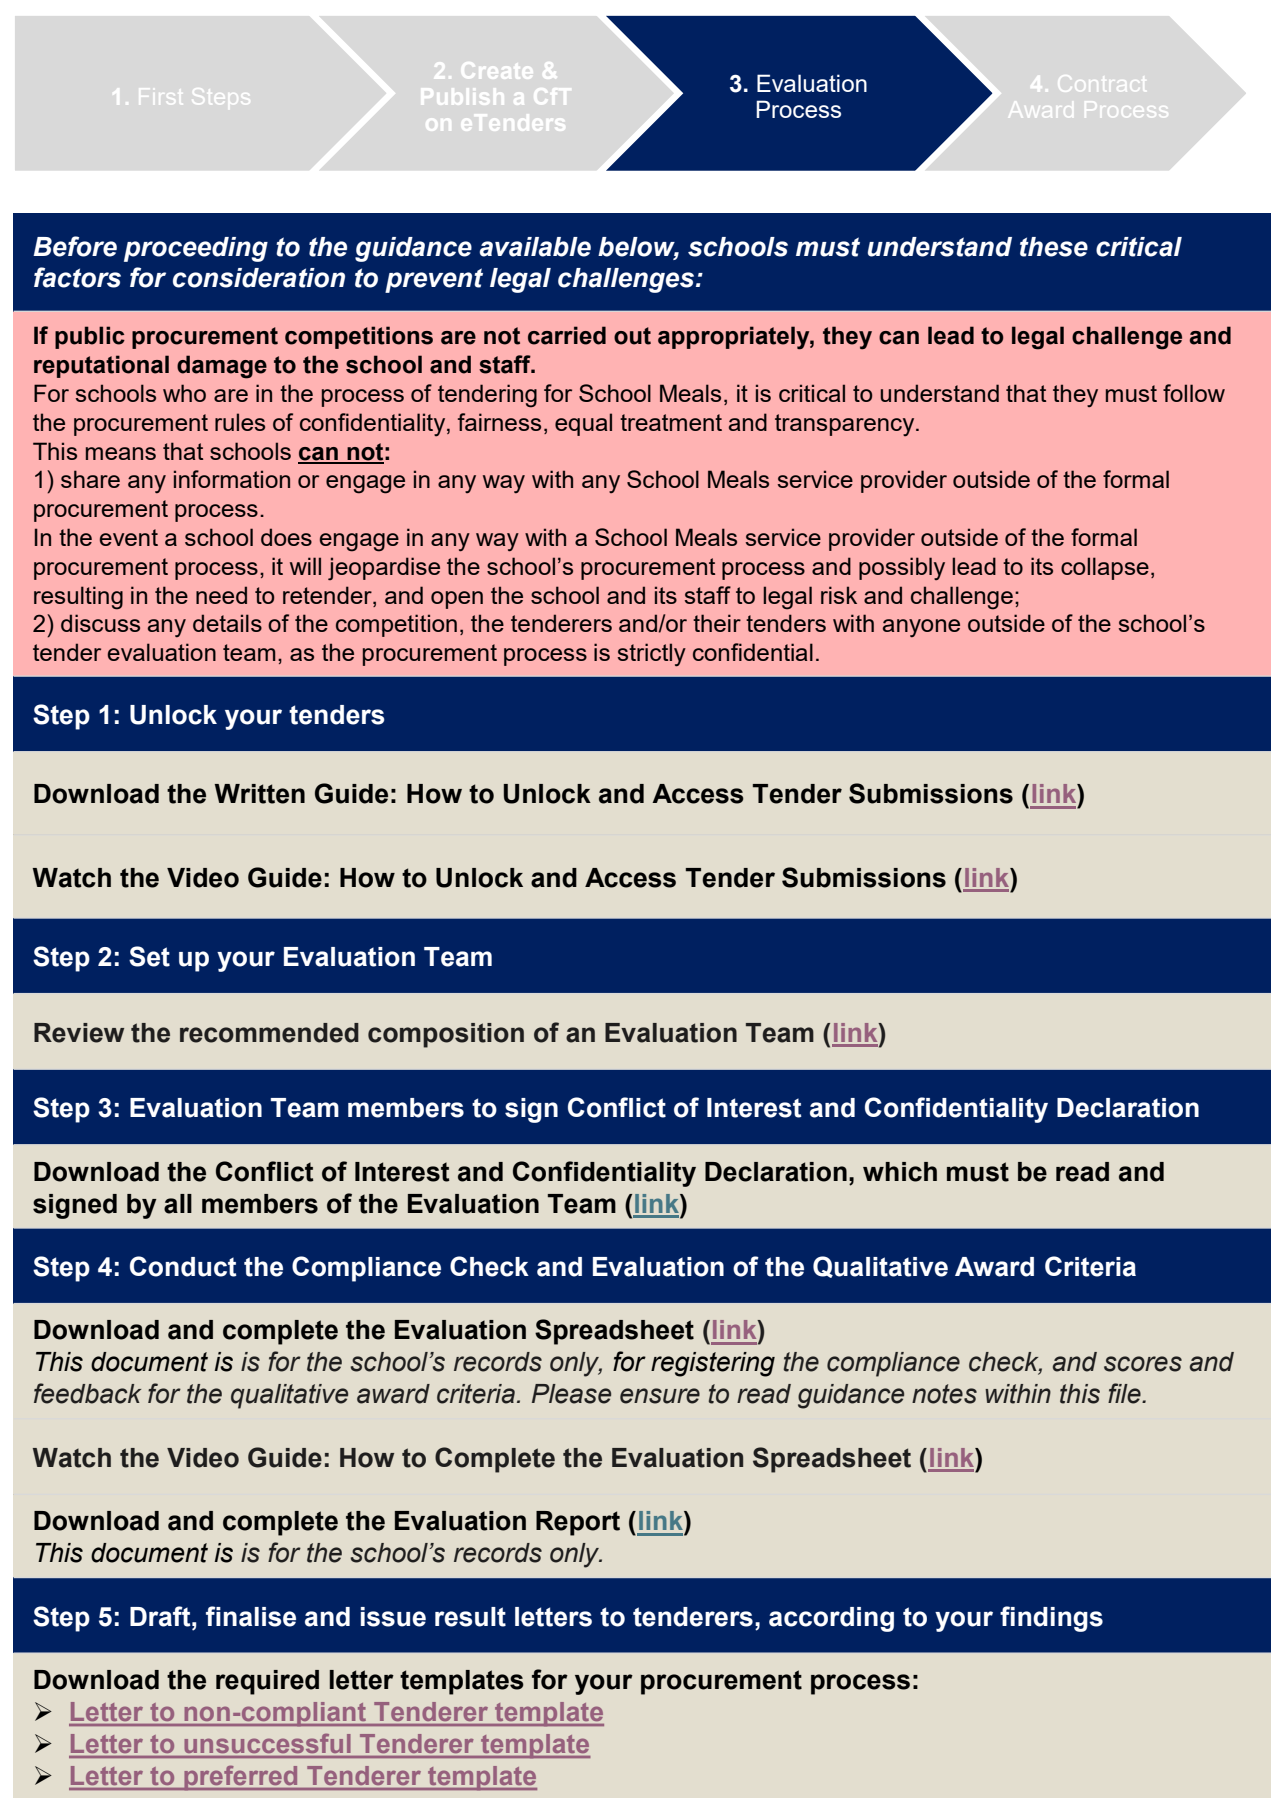 1. First Steps
2. Create &
Publish a CfT
on eTenders
3. Evaluation
Process
4. Contract
Award Process
Before proceeding to the guidance available below, schools must understand these critical
factors for consideration to prevent legal challenges:
If public procurement competitions are not carried out appropriately, they can lead to legal challenge and
reputational damage to the school and staff.
For schools who are in the process of tendering for School Meals, it is critical to understand that they must follow
the procurement rules of confidentiality, fairness, equal treatment and transparency.
This means that schools can not:
1) share any information or engage in any way with any School Meals service provider outside of the formal
procurement process.
In the event a school does engage in any way with a School Meals service provider outside of the formal
procurement process, it will jeopardise the school’s procurement process and possibly lead to its collapse,
resulting in the need to retender, and open the school and its staff to legal risk and challenge;
2) discuss any details of the competition, the tenderers and/or their tenders with anyone outside of the school’s
tender evaluation team, as the procurement process is strictly confidential.
Step 1: Unlock your tenders
Download the Written Guide: How to Unlock and Access Tender Submissions (link)
Watch the Video Guide: How to Unlock and Access Tender Submissions (link)
Step 2: Set up your Evaluation Team
Review the recommended composition of an Evaluation Team (link)
Step 3: Evaluation Team members to sign Conflict of Interest and Confidentiality Declaration
Download the Conflict of Interest and Confidentiality Declaration, which must be read and
signed by all members of the Evaluation Team (link)
Step 4: Conduct the Compliance Check and Evaluation of the Qualitative Award Criteria
Download and complete the Evaluation Spreadsheet (link)
This document is is for the school’s records only, for registering the compliance check, and scores and
feedback for the qualitative award criteria. Please ensure to read guidance notes within this file.
Watch the Video Guide: How to Complete the Evaluation Spreadsheet (link)
Download and complete the Evaluation Report (link)
This document is is for the school’s records only.
Step 5: Draft, finalise and issue result letters to tenderers, according to your findings
Download the required letter templates for your procurement process:
➢ Letter to non-compliant Tenderer template
➢ Letter to unsuccessful Tenderer template
➢ Letter to preferred Tenderer template